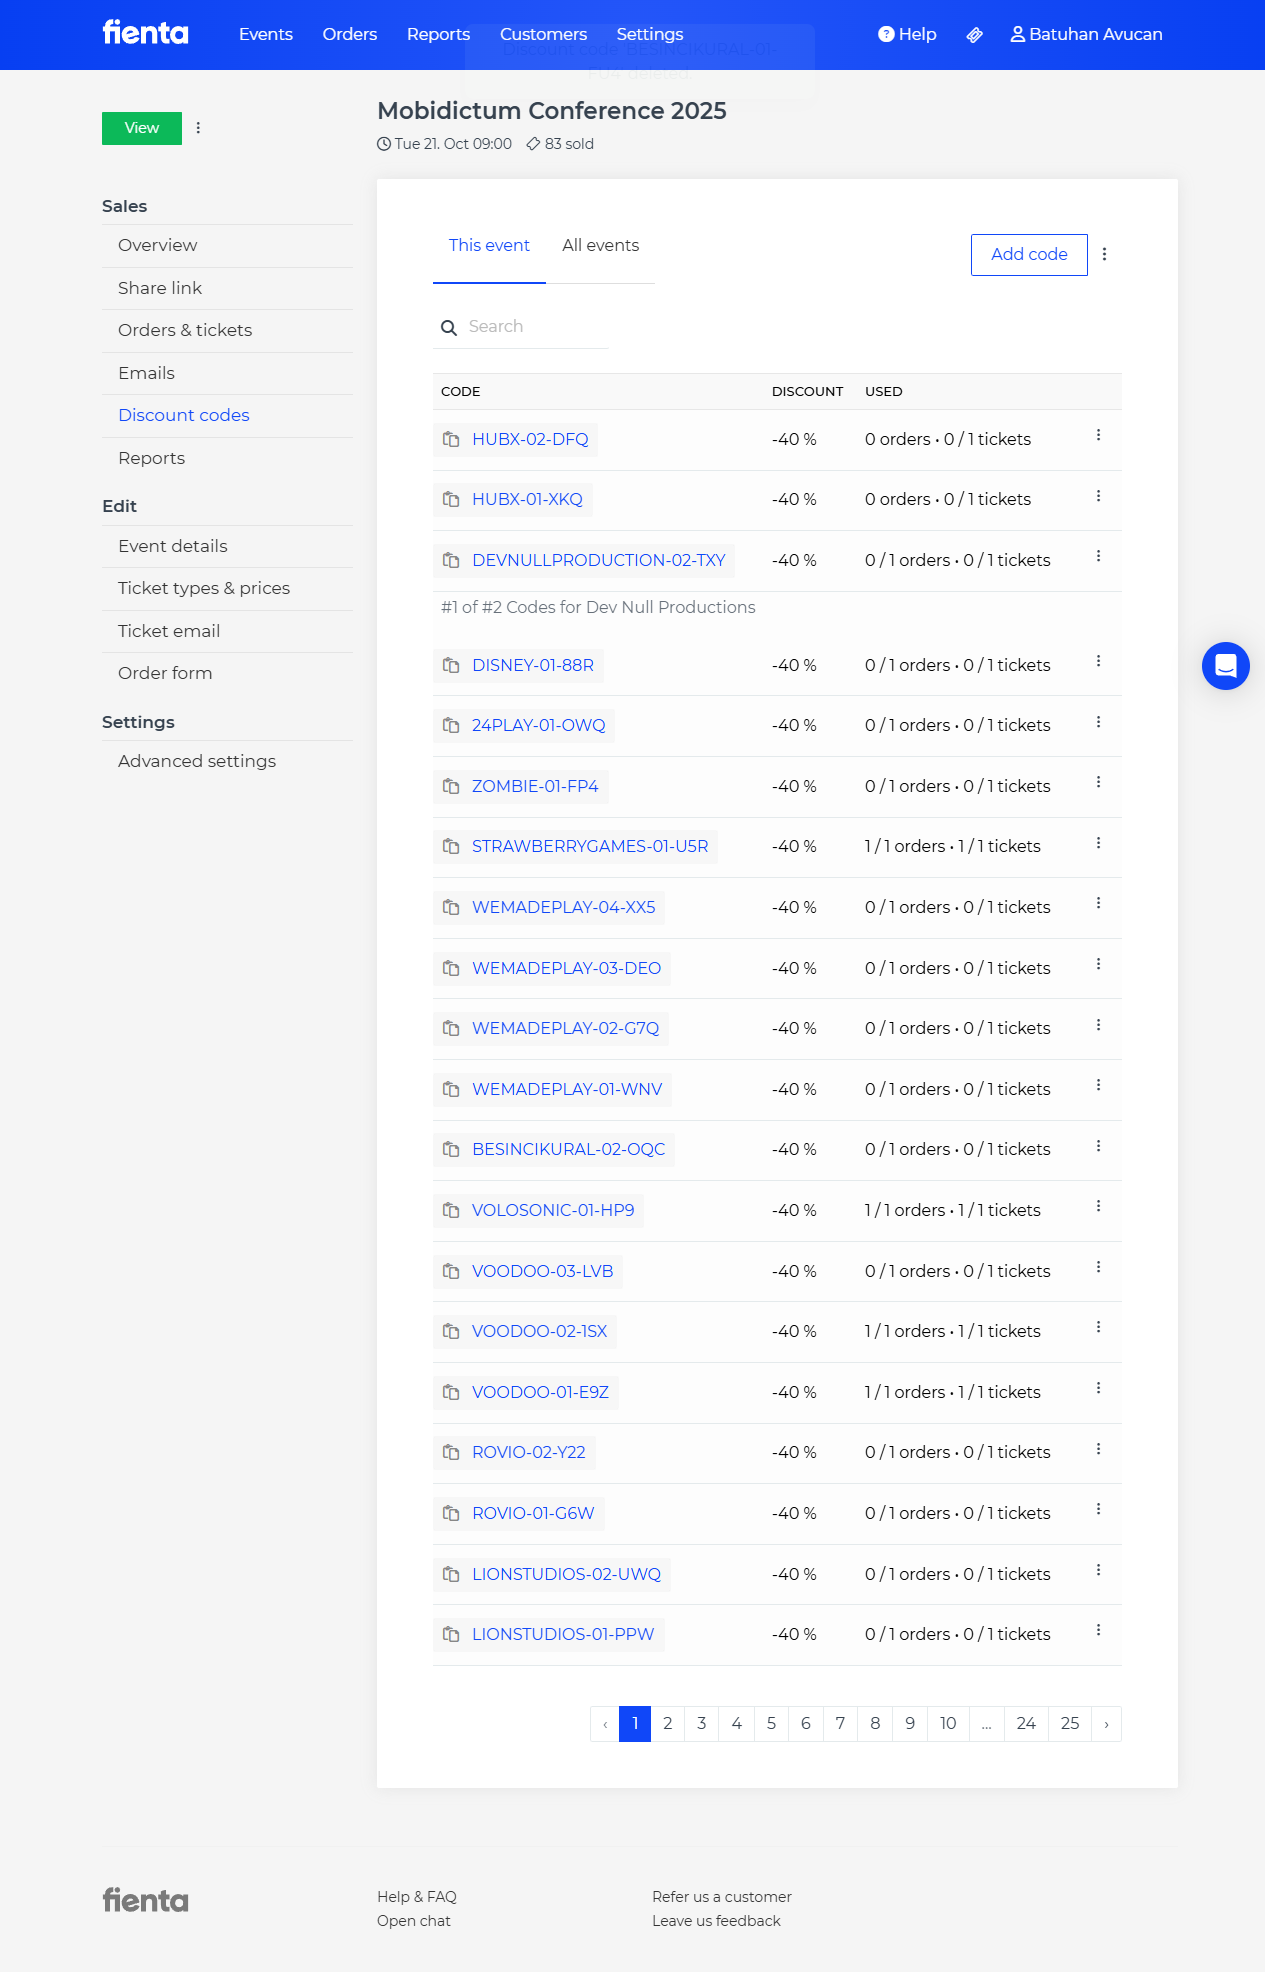 fienta
Events Orders Reports Customers Settings
Help
Batuhan Avucan
Discount code BESINCIKURAL-01-
deleted.
View
Mobidictum Conference 2025
Tue 21. Oct 09:00 83 sold
Sales
Overview
Share link
Orders & tickets
Emails
Discount codes
Reports
Edit
Event details
Ticket types & prices
Ticket email
Order form
Settings
Advanced settings
This event All events
Add code
Search
CODE DISCOUNT USED
HUBX-02-DFQ -40 % 0 orders • 0 / 1 tickets
HUBX-01-XKQ -40 % 0 orders • 0 / 1 tickets
DEVNULLPRODUCTION-02-TXY -40 % 0 / 1 orders • 0 / 1 tickets
#1 of #2 Codes for Dev Null Productions
DISNEY-01-88R -40 % 0 / 1 orders • 0 / 1 tickets
24PLAY-01-OWQ -40 % 0 / 1 orders • 0 / 1 tickets
ZOMBIE-01-FP4 -40 % 0 / 1 orders • 0 / 1 tickets
STRAWBERRYGAMES-01-U5R -40 % 1 / 1 orders • 1 / 1 tickets
WEMADEPLAY-04-XX5 -40 % 0 / 1 orders • 0 / 1 tickets
WEMADEPLAY-03-DEO -40 % 0 / 1 orders • 0 / 1 tickets
WEMADEPLAY-02-G7Q -40 % 0 / 1 orders • 0 / 1 tickets
WEMADEPLAY-01-WNV -40 % 0 / 1 orders • 0 / 1 tickets
BESINCIKURAL-02-OQC -40 % 0 / 1 orders • 0 / 1 tickets
VOLOSONIC-01-HP9 -40 % 1 / 1 orders • 1 / 1 tickets
VOODOO-03-LVB -40 % 0 / 1 orders • 0 / 1 tickets
VOODOO-02-1SX -40 % 1 / 1 orders • 1 / 1 tickets
VOODOO-01-E9Z -40 % 1 / 1 orders • 1 / 1 tickets
ROVIO-02-Y22 -40 % 0 / 1 orders • 0 / 1 tickets
ROVIO-01-G6W -40 % 0 / 1 orders • 0 / 1 tickets
LIONSTUDIOS-02-UWQ -40 % 0 / 1 orders • 0 / 1 tickets
LIONSTUDIOS-01-PPW -40 % 0 / 1 orders • 0 / 1 tickets
‹ 1 2 3 4 5 6 7 8 9 10 ... 24 25 ›
fienta
Help & FAQ
Open chat
Refer us a customer
Leave us feedback